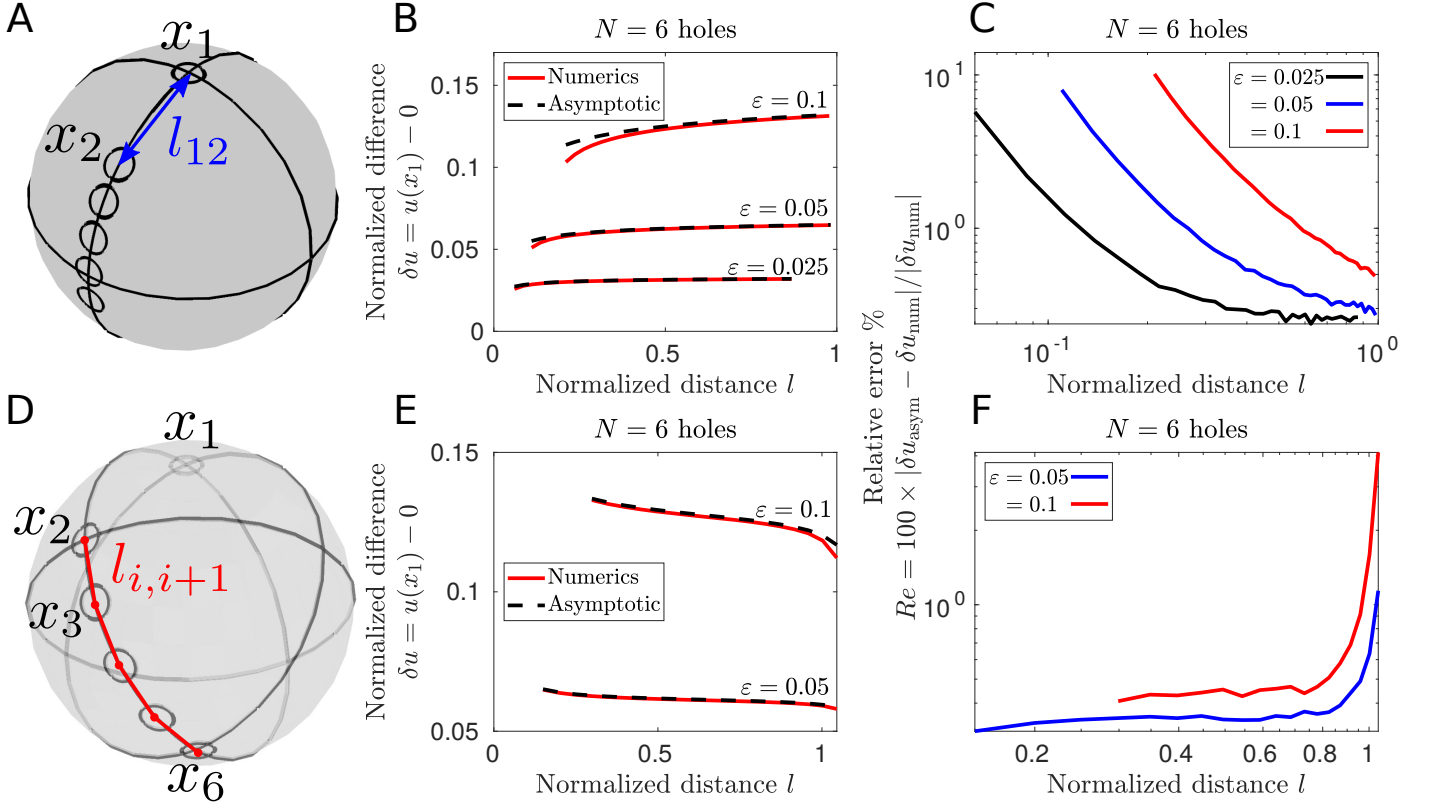 A
x1
x2
l12
B
N = 6 holes
Normalized difference
δu = u(x1) − 0
0.15
0.1
0.05
0
Numerics
Asymptotic
ε = 0.1
ε = 0.05
ε = 0.025
0
0.5
1
Normalized distance l
C
N = 6 holes
10^1
10^0
ε = 0.025
= 0.05
= 0.1
10^-1
10^0
Normalized distance l
Relative error %
Re = 100 × |δu_asym − δu_num|/|δu_num|
D
x1
x2
x3
x6
l_{i,i+1}
E
N = 6 holes
Normalized difference
δu = u(x1) − 0
0.15
0.1
0.05
ε = 0.1
Numerics
Asymptotic
ε = 0.05
0
0.5
1
Normalized distance l
F
N = 6 holes
ε = 0.05
= 0.1
10^0
0.2
0.4
0.6
0.8
1
Normalized distance l